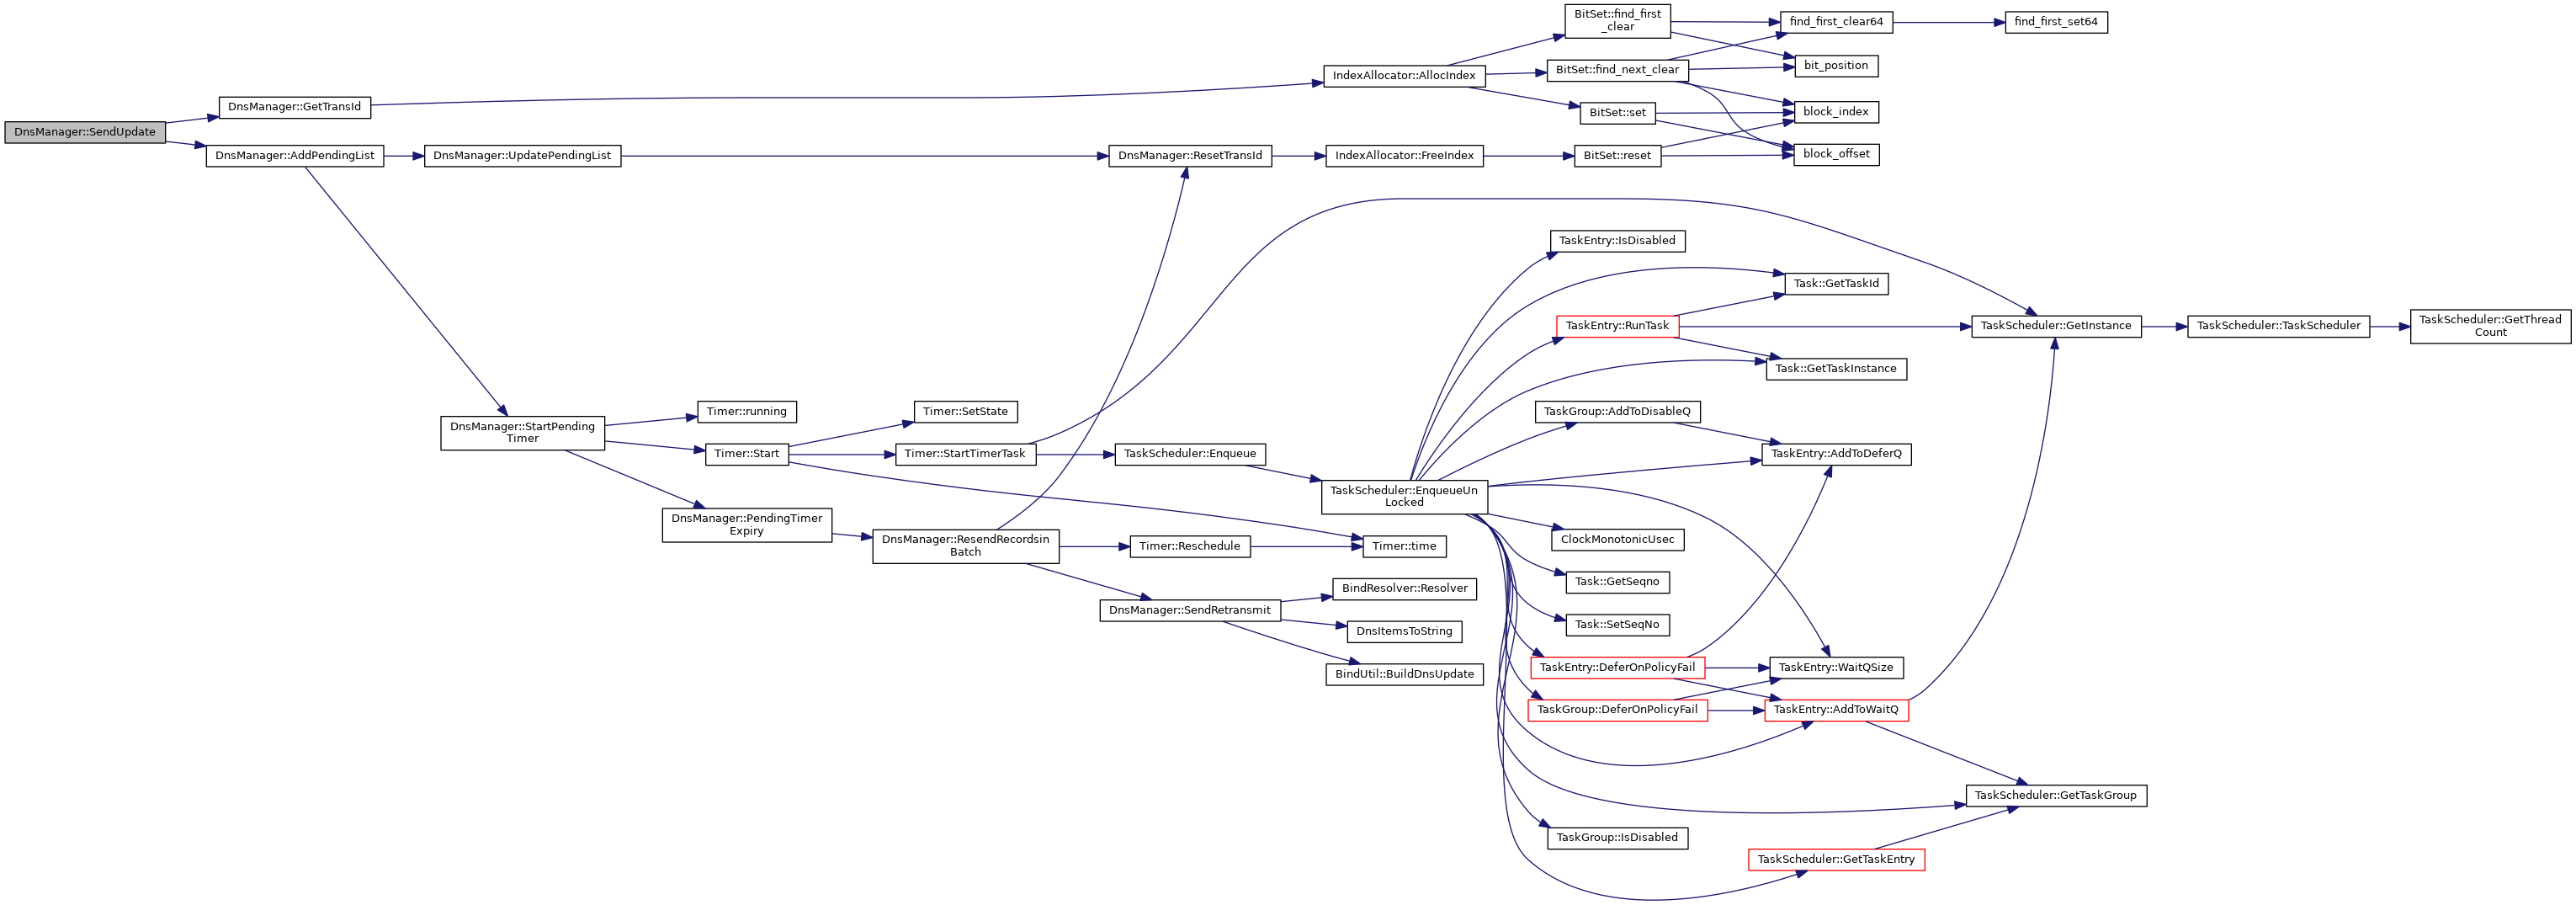 DnsManager::SendUpdate
DnsManager::GetTransId
DnsManager::AddPendingList
DnsManager::UpdatePendingList
DnsManager::StartPending
Timer
Timer::running
Timer::Start
DnsManager::PendingTimer
Expiry
Timer::SetState
Timer::StartTimerTask
DnsManager::ResendRecordsin
Batch
DnsManager::ResetTransId
TaskScheduler::Enqueue
Timer::Reschedule
DnsManager::SendRetransmit
IndexAllocator::AllocIndex
IndexAllocator::FreeIndex
TaskScheduler::EnqueueUn
Locked
Timer::time
BindResolver::Resolver
DnsItemsToString
BindUtil::BuildDnsUpdate
BitSet::find_first
_clear
BitSet::find_next_clear
BitSet::set
BitSet::reset
TaskEntry::IsDisabled
TaskEntry::RunTask
TaskGroup::AddToDisableQ
ClockMonotonicUsec
Task::GetSeqno
Task::SetSeqNo
TaskEntry::DeferOnPolicyFail
TaskGroup::DeferOnPolicyFail
TaskGroup::IsDisabled
find_first_clear64
bit_position
block_index
block_offset
Task::GetTaskId
Task::GetTaskInstance
TaskEntry::AddToDeferQ
TaskEntry::WaitQSize
TaskEntry::AddToWaitQ
TaskScheduler::GetTaskEntry
find_first_set64
TaskScheduler::GetInstance
TaskScheduler::GetTaskGroup
TaskScheduler::TaskScheduler
TaskScheduler::GetThread
Count